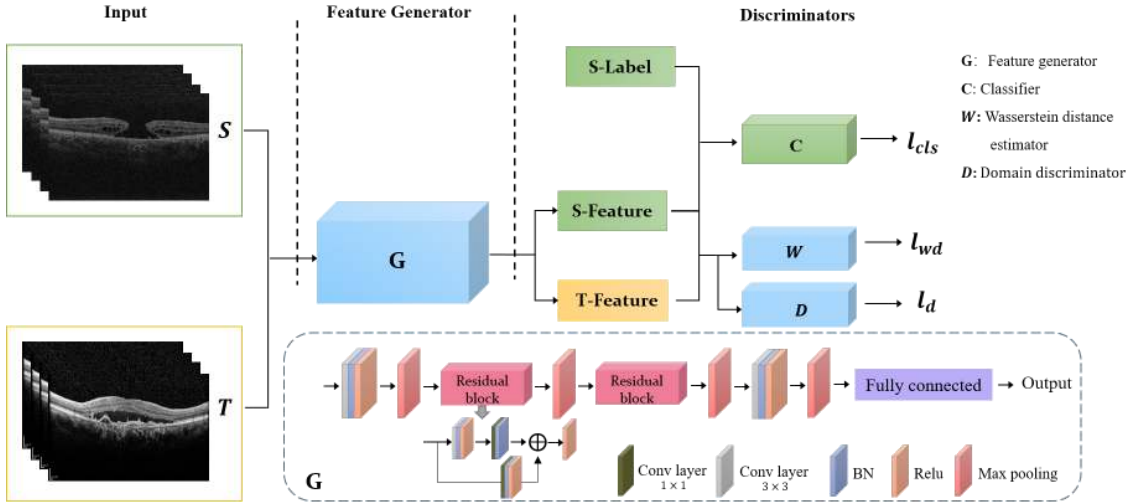 Input
Feature Generator
Discriminators
S
T
G
S-Label
S-Feature
T-Feature
C
W
D
l_cls
l_wd
l_d
G: Feature generator
C: Classifier
W: Wasserstein distance
estimator
D: Domain discriminator
Residual
block
Residual
block
Fully connected
Output
G
Conv layer
1 × 1
Conv layer
3 × 3
BN
Relu
Max pooling